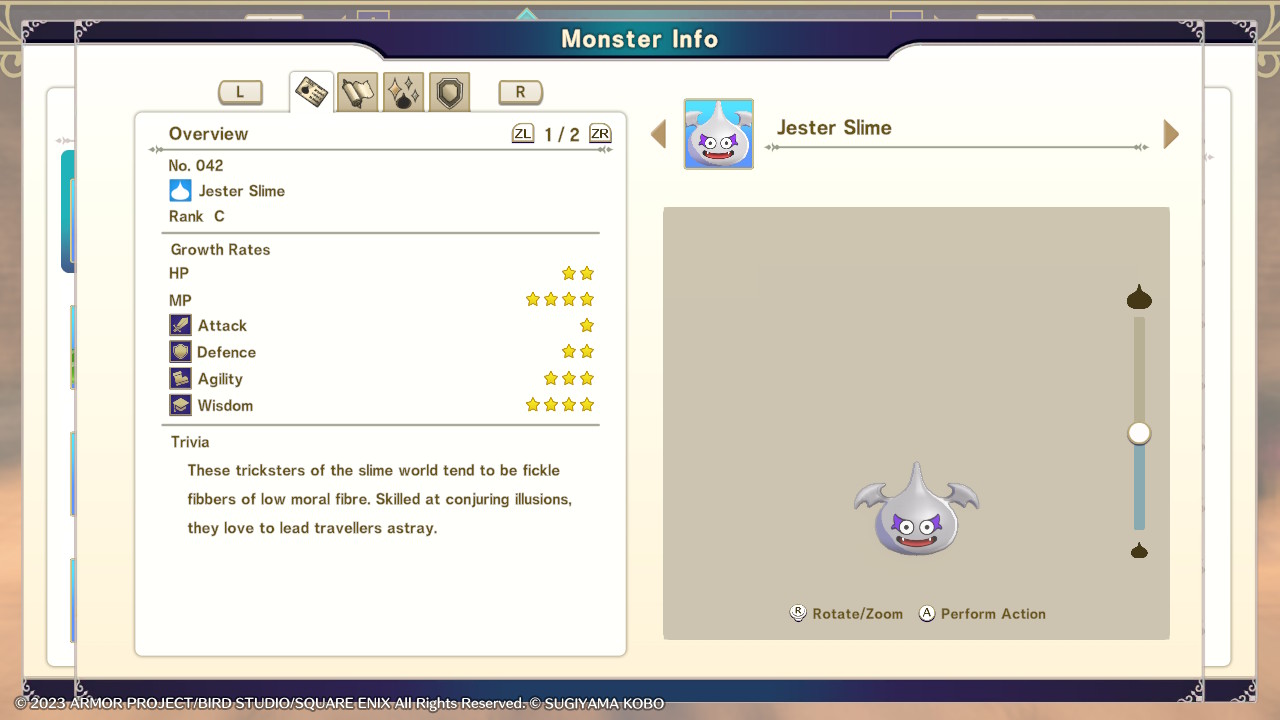 Monster Info
L
R
Overview
ZL 1 / 2 ZR
No. 042
Jester Slime
Rank C
Growth Rates
HP
MP
Attack
Defence
Agility
Wisdom
Trivia
These tricksters of the slime world tend to be fickle
fibbers of low moral fibre. Skilled at conjuring illusions,
they love to lead travellers astray.
Jester Slime
R Rotate/Zoom A Perform Action
© 2023 ARMOR PROJECT/BIRD STUDIO/SQUARE ENIX All Rights Reserved. © SUGIYAMA KOBO